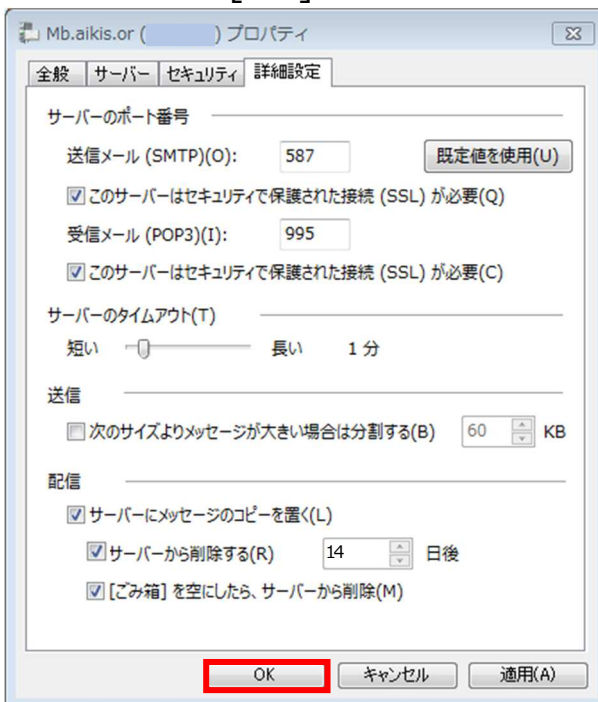 Mb.aikis.or ( ) プロパティ
全般 サーバー セキュリティ 詳細設定
サーバーのポート番号
送信メール (SMTP)(O): 587 既定値を使用(U)
このサーバーはセキュリティで保護された接続 (SSL) が必要(Q)
受信メール (POP3)(I): 995
このサーバーはセキュリティで保護された接続 (SSL) が必要(C)
サーバーのタイムアウト(T)
短い 長い 1 分
送信
次のサイズよりメッセージが大きい場合は分割する(B) 60 KB
配信
サーバーにメッセージのコピーを置く(L)
サーバーから削除する(R) 14 日後
[ごみ箱] を空にしたら、サーバーから削除(M)
OK キャンセル 適用(A)